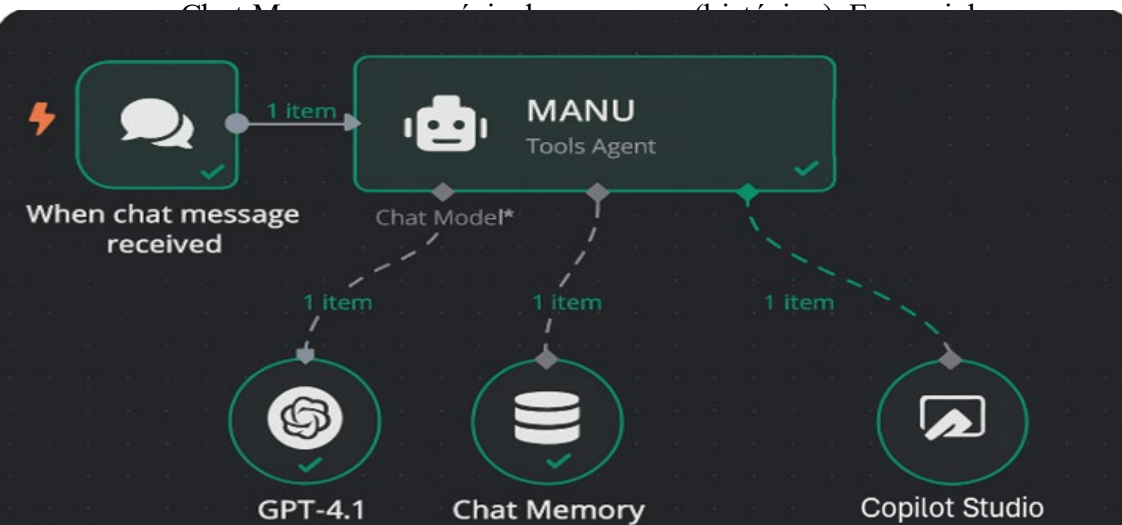 1 item
MANU
Tools Agent
When chat message
received
Chat Model*
1 item
1 item
1 item
GPT-4.1
Chat Memory
Copilot Studio